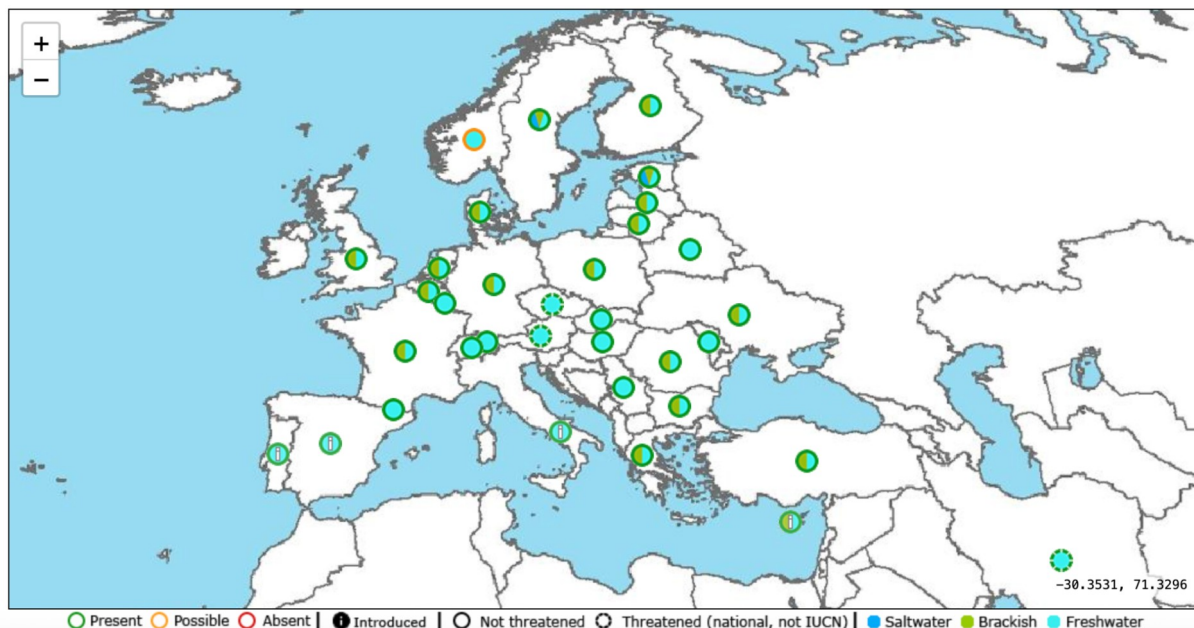 +
−
i
i
i
i
-30.3531, 71.3296
Present Possible Absent | i Introduced | Not threatened Threatened (national, not IUCN) | Saltwater Brackish Freshwater